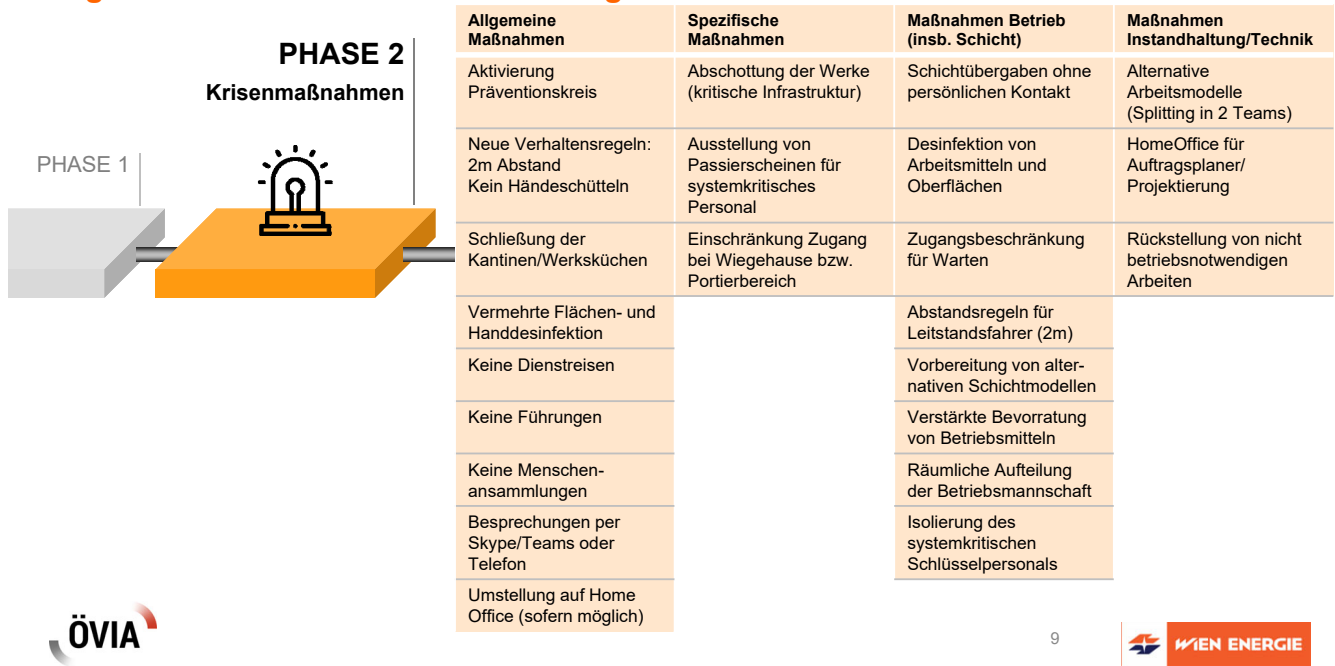 PHASE 1
PHASE 2
Krisenmaßnahmen
Allgemeine
Maßnahmen
Spezifische
Maßnahmen
Maßnahmen Betrieb
(insb. Schicht)
Maßnahmen
Instandhaltung/Technik
Aktivierung
Präventionskreis
Abschottung der Werke
(kritische Infrastruktur)
Schichtübergaben ohne
persönlichen Kontakt
Alternative
Arbeitsmodelle
(Splitting in 2 Teams)
Neue Verhaltensregeln:
2m Abstand
Kein Händeschütteln
Ausstellung von
Passierscheinen für
systemkritisches
Personal
Desinfektion von
Arbeitsmitteln und
Oberflächen
HomeOffice für
Auftragsplaner/
Projektierung
Schließung der
Kantinen/Werksküchen
Einschränkung Zugang
bei Wiegehause bzw.
Portierbereich
Zugangsbeschränkung
für Warten
Rückstellung von nicht
betriebsnotwendigen
Arbeiten
Vermehrte Flächen- und
Handdesinfektion
Abstandsregeln für
Leitstandsfahrer (2m)
Keine Dienstreisen
Vorbereitung von alter-
nativen Schichtmodellen
Keine Führungen
Verstärkte Bevorratung
von Betriebsmitteln
Keine Menschen-
ansammlungen
Räumliche Aufteilung
der Betriebsmannschaft
Besprechungen per
Skype/Teams oder
Telefon
Isolierung des
systemkritischen
Schlüsselpersonals
Umstellung auf Home
Office (sofern möglich)
ÖVIA
9
WIEN ENERGIE